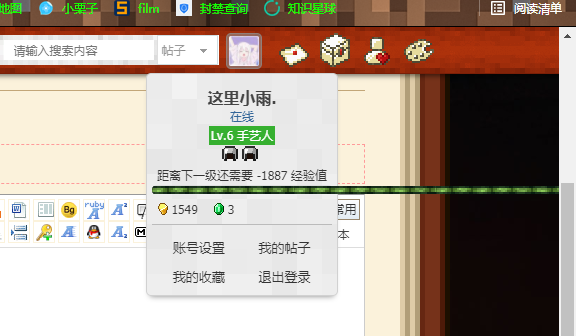 地图 小栗子 film 封禁查询 知识星球 阅读清单
请输入搜索内容 帖子
这里小雨.
在线
Lv.6 手艺人
距离下一级还需要 -1887 经验值
1549 3
账号设置 我的帖子
我的收藏 退出登录
Bg ruby A A² 常用
A A₂ M 本